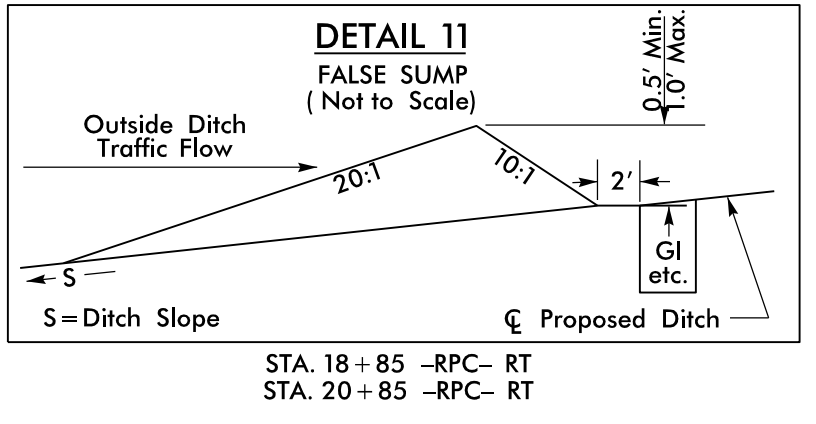 DETAIL 11
FALSE SUMP
( Not to Scale)
0.5' Min.
1.0' Max.
Outside Ditch
Traffic Flow
20:1
10:1
2'
GI
etc.
S
S=Ditch Slope
℄ Proposed Ditch
STA. 18+85 –RPC– RT
STA. 20+85 –RPC– RT